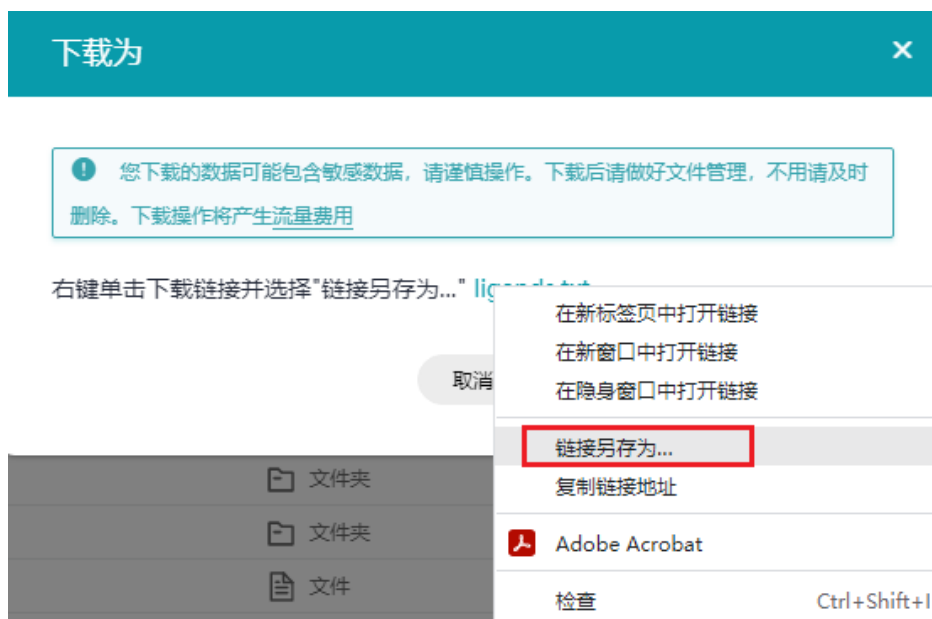 下载为
您下载的数据可能包含敏感数据，请谨慎操作。下载后请做好文件管理，不用请及时
删除。下载操作将产生流量费用
右键单击下载链接并选择"链接另存为..."
在新标签页中打开链接
在新窗口中打开链接
取消
在隐身窗口中打开链接
链接另存为...
文件夹
复制链接地址
文件夹
Adobe Acrobat
文件
检查 Ctrl+Shift+I